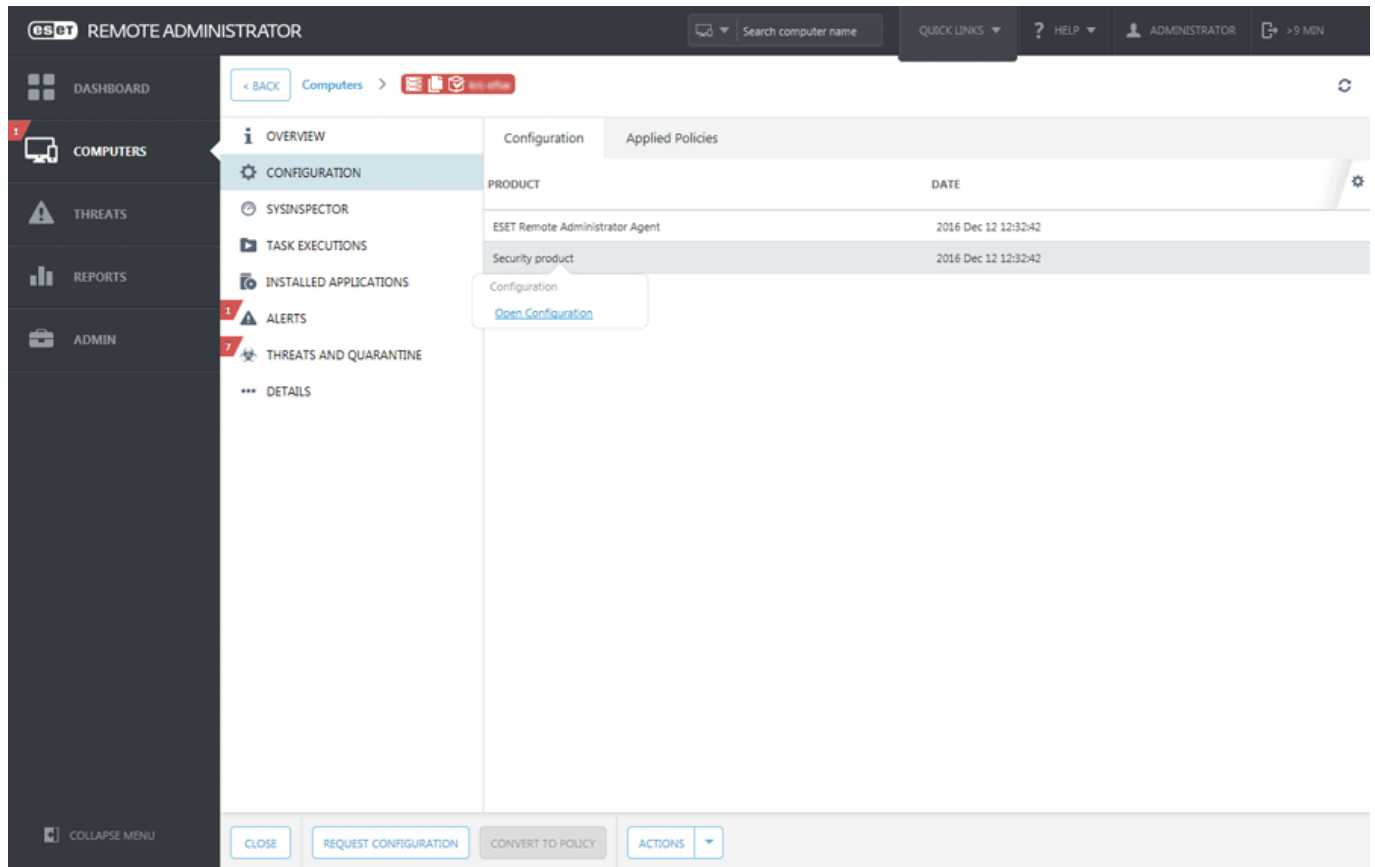 eset REMOTE ADMINISTRATOR
Search computer name
QUICK LINKS
? HELP
ADMINISTRATOR
>9 MIN
DASHBOARD
1
COMPUTERS
THREATS
REPORTS
ADMIN
COLLAPSE MENU
< BACK
Computers >
OVERVIEW
CONFIGURATION
SYSINSPECTOR
TASK EXECUTIONS
INSTALLED APPLICATIONS
1
ALERTS
7
THREATS AND QUARANTINE
DETAILS
Configuration
Applied Policies
PRODUCT DATE
ESET Remote Administrator Agent 2016 Dec 12 12:32:42
Security product 2016 Dec 12 12:32:42
Configuration
Open Configuration
CLOSE
REQUEST CONFIGURATION
CONVERT TO POLICY
ACTIONS